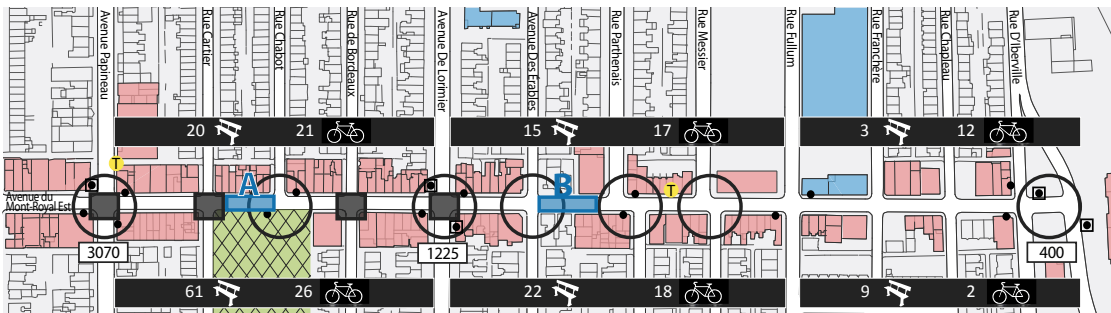 Avenue Papineau
Rue Cartier
Rue Chabot
Rue de Bordeaux
Avenue De Lorimier
Avenue Des Érables
Rue Parthenais
Rue Messier
Rue Fullum
Rue Franchère
Rue Chapleau
Rue D'Iberville
20 21
15 17
3 12
T
A
B
T
Avenue du
Mont-Royal Est
3070
1225
400
61 26
22 18
9 2